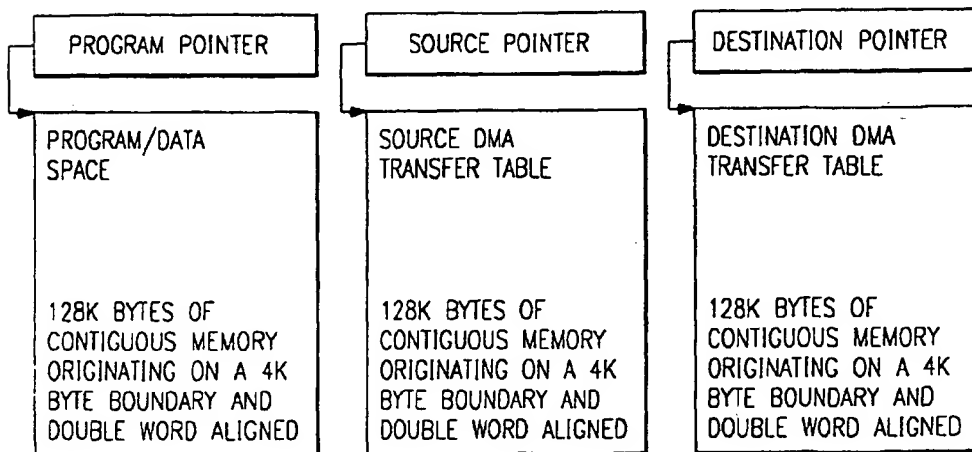 PROGRAM POINTER
SOURCE POINTER
DESTINATION POINTER
PROGRAM/DATA
SPACE
128K BYTES OF
CONTIGUOUS MEMORY
ORIGINATING ON A 4K
BYTE BOUNDARY AND
DOUBLE WORD ALIGNED
SOURCE DMA
TRANSFER TABLE
128K BYTES OF
CONTIGUOUS MEMORY
ORIGINATING ON A 4K
BYTE BOUNDARY AND
DOUBLE WORD ALIGNED
DESTINATION DMA
TRANSFER TABLE
128K BYTES OF
CONTIGUOUS MEMORY
ORIGINATING ON A 4K
BYTE BOUNDARY AND
DOUBLE WORD ALIGNED